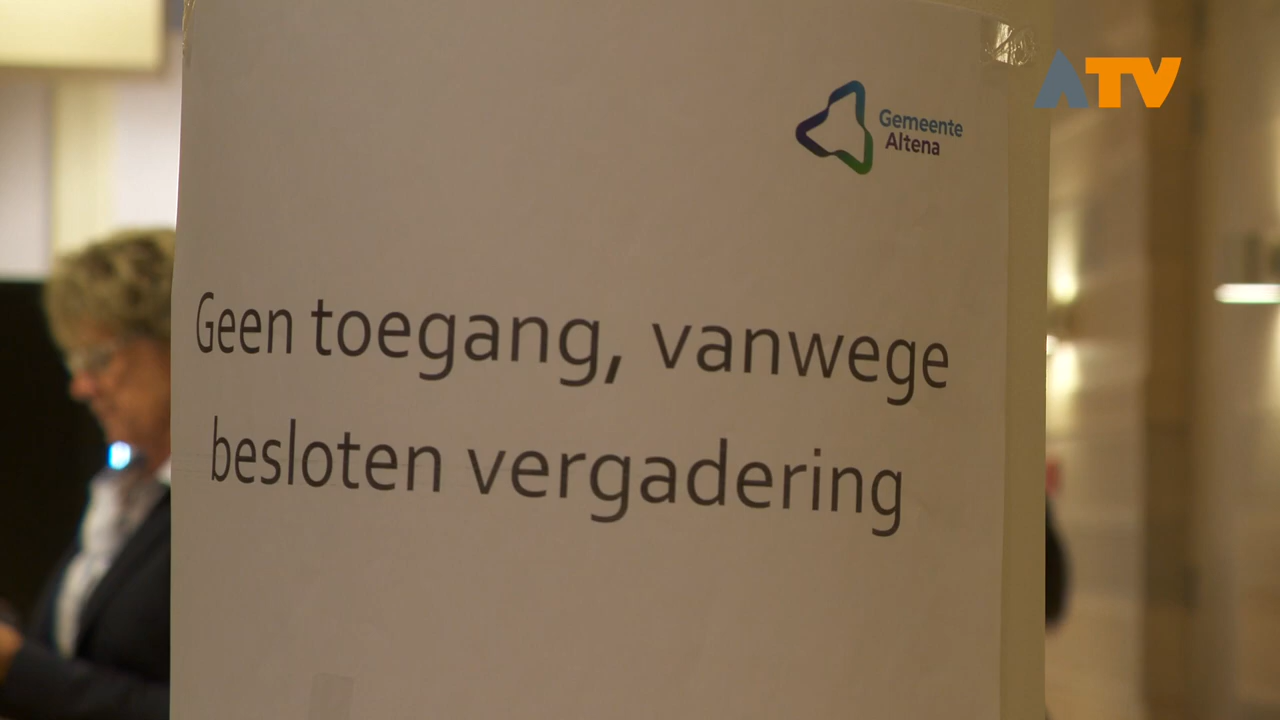 ATV
Gemeente
Altena
Geen toegang, vanwege
besloten vergadering